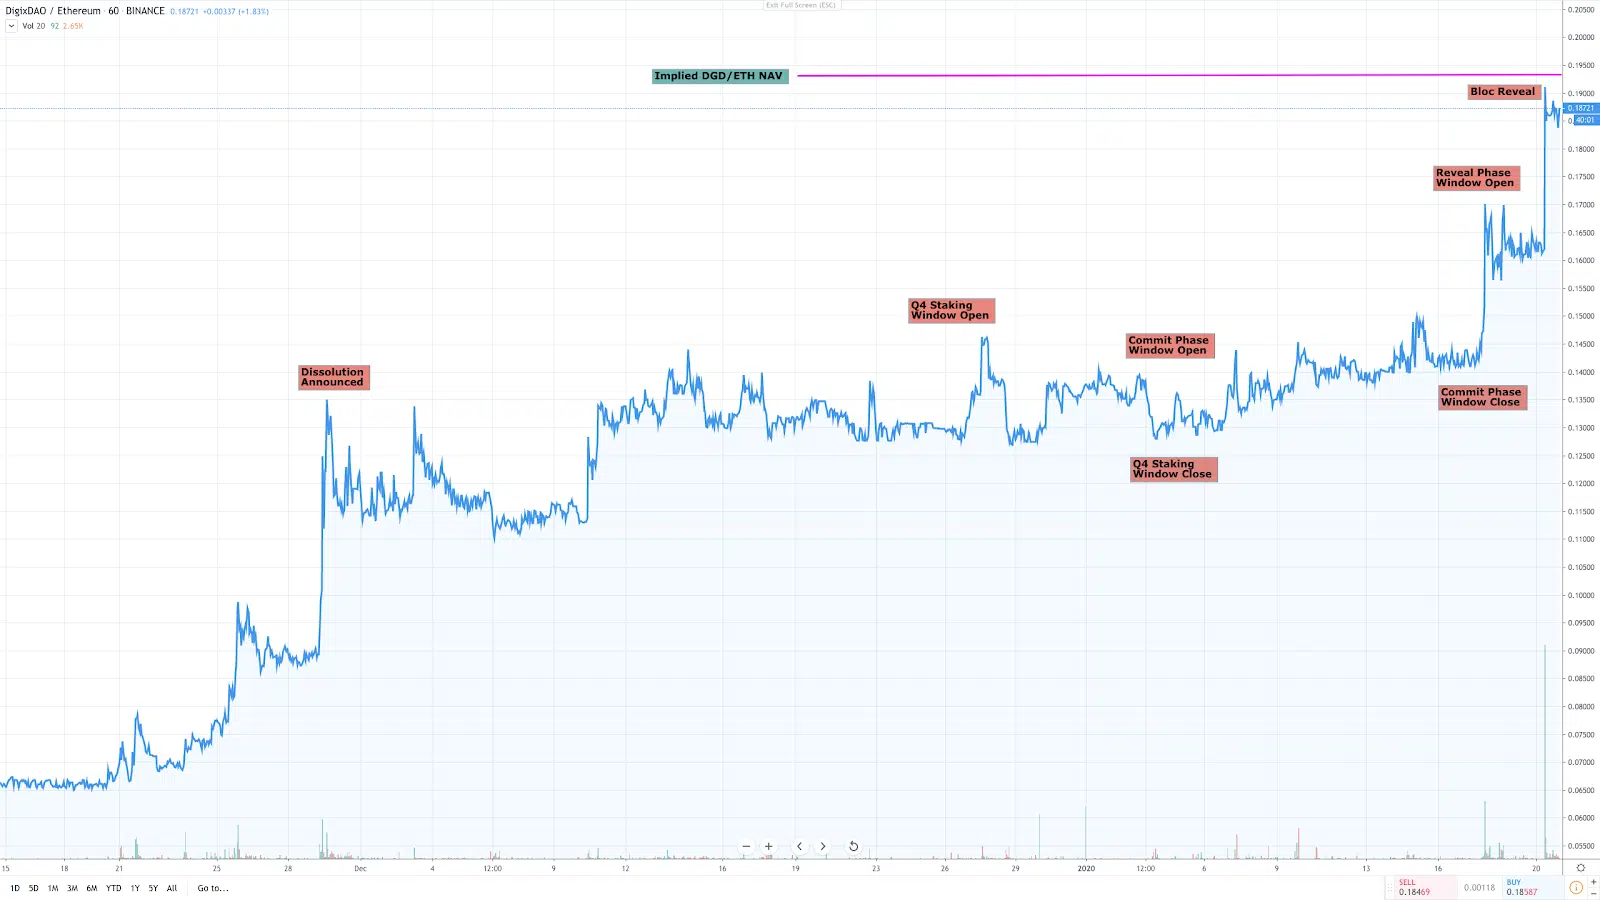 Exit Full Screen (ESC)
DigixDAO / Ethereum · 60 · BINANCE 0.18721 +0.00337 (+1.83%)
Vol 20 92 2.65K
Implied DGD/ETH NAV
Bloc Reveal
Reveal Phase
Window Open
Q4 Staking
Window Open
Commit Phase
Window Open
Dissolution
Announced
Commit Phase
Window Close
Q4 Staking
Window Close
0.20500
0.20000
0.19500
0.19000
0.18721
40:01
0.18000
0.17500
0.17000
0.16500
0.16000
0.15500
0.15000
0.14500
0.14000
0.13500
0.13000
0.12500
0.12000
0.11500
0.11000
0.10500
0.10000
0.09500
0.09000
0.08500
0.08000
0.07500
0.07000
0.06500
0.06000
0.05500
15 18 21 25 28 Dec 4 12:00 9 12 16 19 23 26 29 2020 12:00 6 9 13 16 20
1D 5D 1M 3M 6M YTD 1Y 5Y All Go to...
SELL
0.18469
0.00118
BUY
0.18587